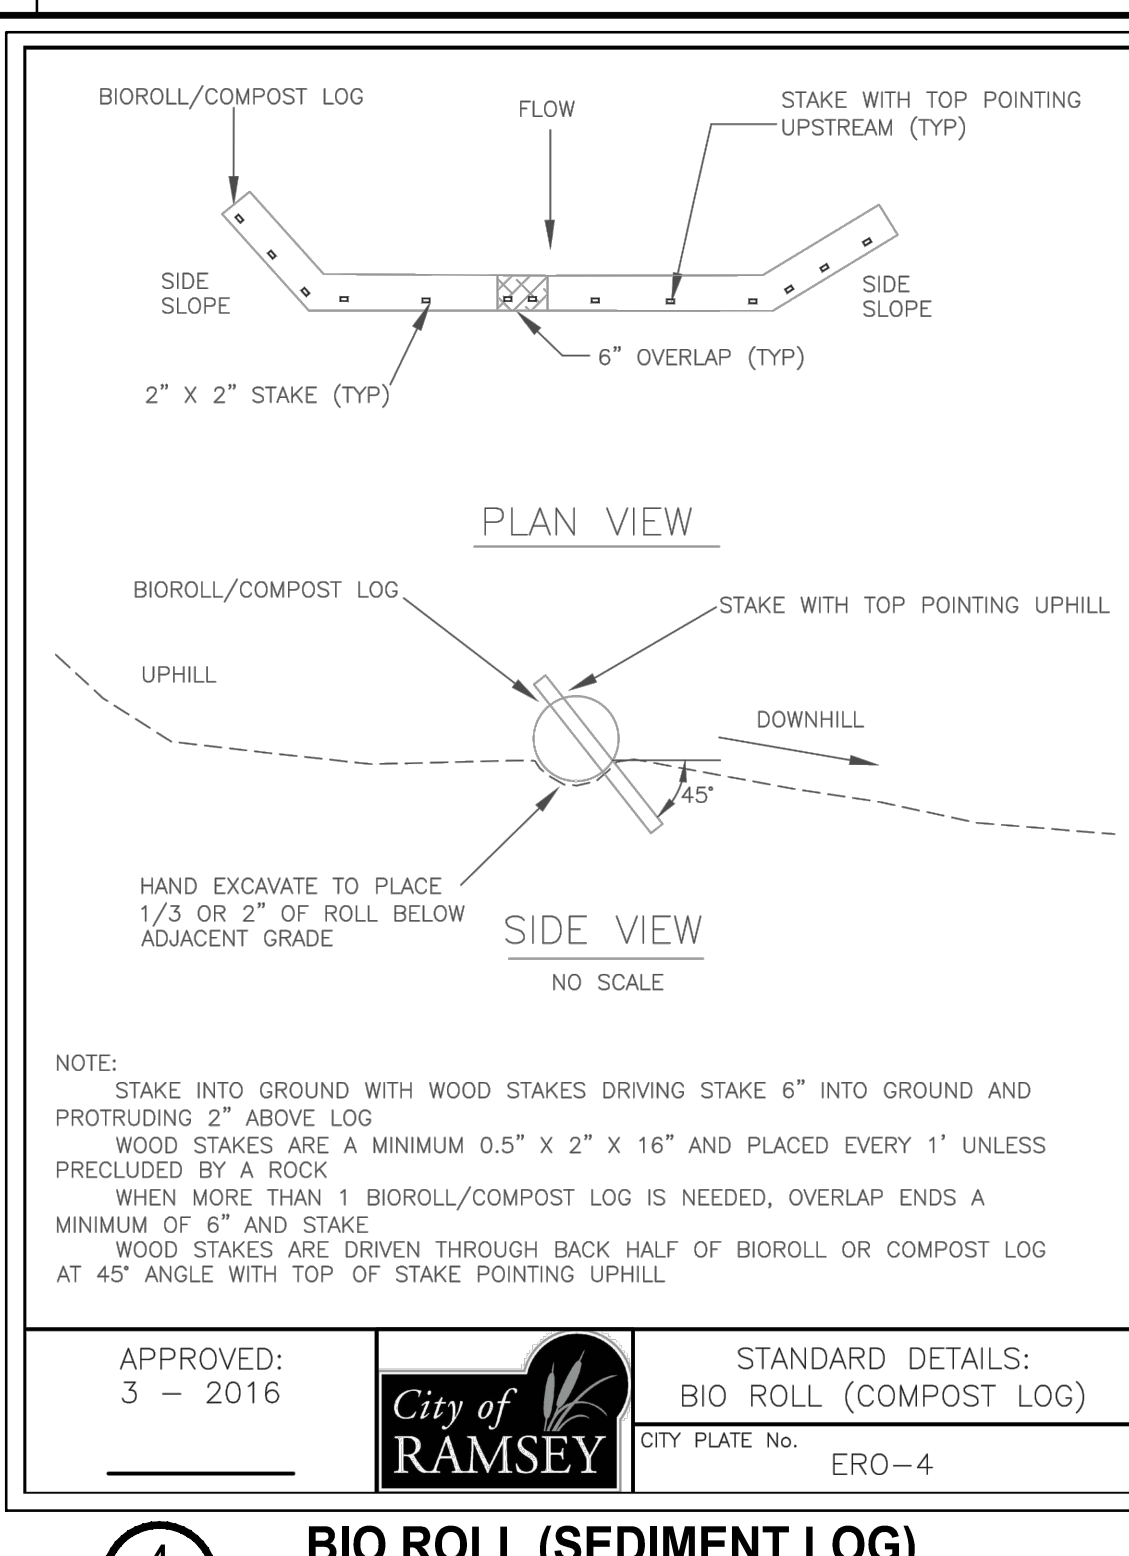 BIOROLL/COMPOST LOG
FLOW
STAKE WITH TOP POINTING
UPSTREAM (TYP)
SIDE
SLOPE
SIDE
SLOPE
6" OVERLAP (TYP)
2" X 2" STAKE (TYP)
PLAN VIEW
BIOROLL/COMPOST LOG
STAKE WITH TOP POINTING UPHILL
UPHILL
DOWNHILL
45°
HAND EXCAVATE TO PLACE
1/3 OR 2" OF ROLL BELOW
ADJACENT GRADE
SIDE VIEW
NO SCALE
NOTE:
STAKE INTO GROUND WITH WOOD STAKES DRIVING STAKE 6" INTO GROUND AND
PROTRUDING 2" ABOVE LOG
WOOD STAKES ARE A MINIMUM 0.5" X 2" X 16" AND PLACED EVERY 1' UNLESS
PRECLUDED BY A ROCK
WHEN MORE THAN 1 BIOROLL/COMPOST LOG IS NEEDED, OVERLAP ENDS A
MINIMUM OF 6" AND STAKE
WOOD STAKES ARE DRIVEN THROUGH BACK HALF OF BIOROLL OR COMPOST LOG
AT 45° ANGLE WITH TOP OF STAKE POINTING UPHILL
APPROVED:
3 - 2016
City of
RAMSEY
STANDARD DETAILS:
BIO ROLL (COMPOST LOG)
CITY PLATE No.
ERO-4
BIO ROLL (SEDIMENT LOG)